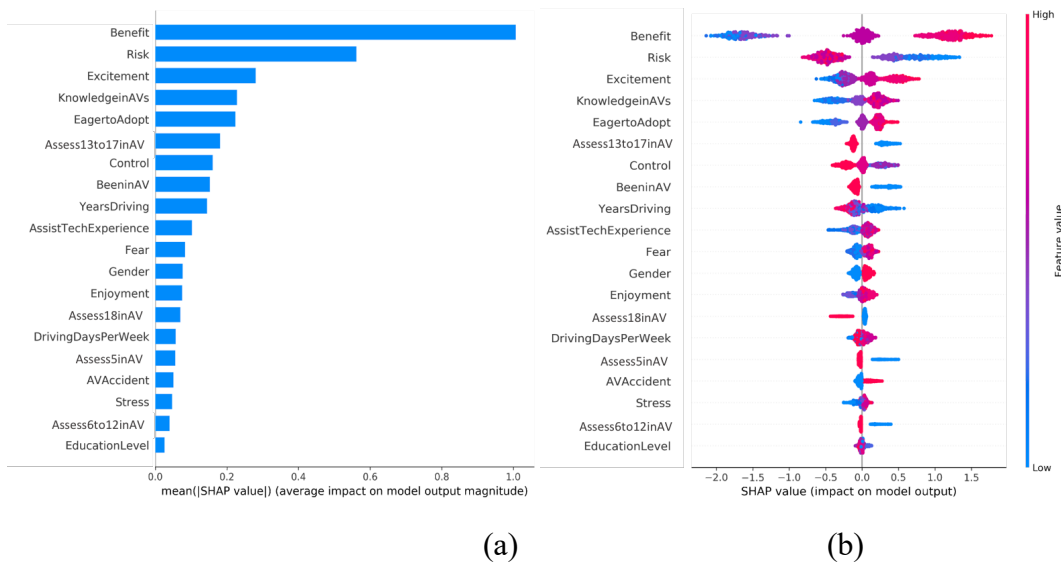 Benefit
Risk
Excitement
KnowledgeinAVs
EagertoAdopt
Assess13to17inAV
Control
BeeninAV
YearsDriving
AssistTechExperience
Fear
Gender
Enjoyment
Assess18inAV
DrivingDaysPerWeek
Assess5inAV
AVAccident
Stress
Assess6to12inAV
EducationLevel
0.0 0.2 0.4 0.6 0.8 1.0
mean(|SHAP value|) (average impact on model output magnitude)
(a)
Benefit
Risk
Excitement
KnowledgeinAVs
EagertoAdopt
Assess13to17inAV
Control
BeeninAV
YearsDriving
AssistTechExperience
Fear
Gender
Enjoyment
Assess18inAV
DrivingDaysPerWeek
Assess5inAV
AVAccident
Stress
Assess6to12inAV
EducationLevel
−2.0 −1.5 −1.0 −0.5 0.0 0.5 1.0 1.5
SHAP value (impact on model output)
High
Feature value
Low
(b)